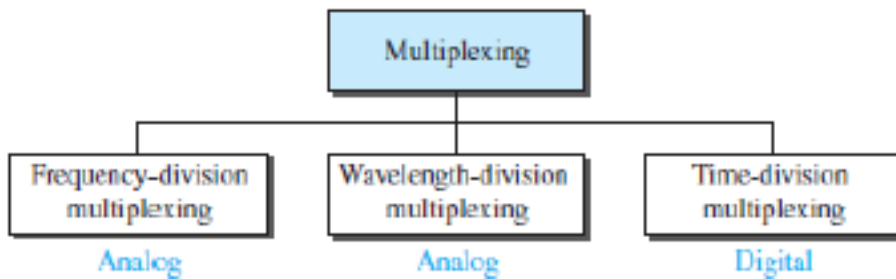 Multiplexing
Frequency-division
multiplexing
Analog
Wavelength-division
multiplexing
Analog
Time-division
multiplexing
Digital